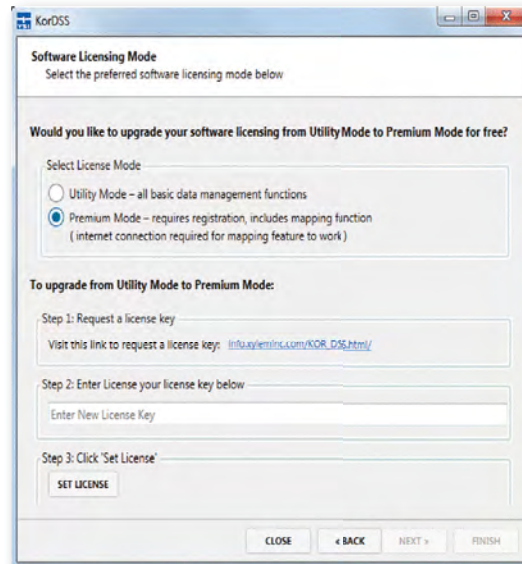 KorDSS
Software Licensing Mode
Select the preferred software licensing mode below
Would you like to upgrade your software licensing from Utility Mode to Premium Mode for free?
Select License Mode
Utility Mode – all basic data management functions
Premium Mode – requires registration, includes mapping function
( internet connection required for mapping feature to work )
To upgrade from Utility Mode to Premium Mode:
Step 1: Request a license key
Visit this link to request a license key: info.xyleminc.com/KOR_DSS.html/
Step 2: Enter License your license key below
Enter New License Key
Step 3: Click 'Set License'
SET LICENSE
CLOSE
< BACK
NEXT >
FINISH